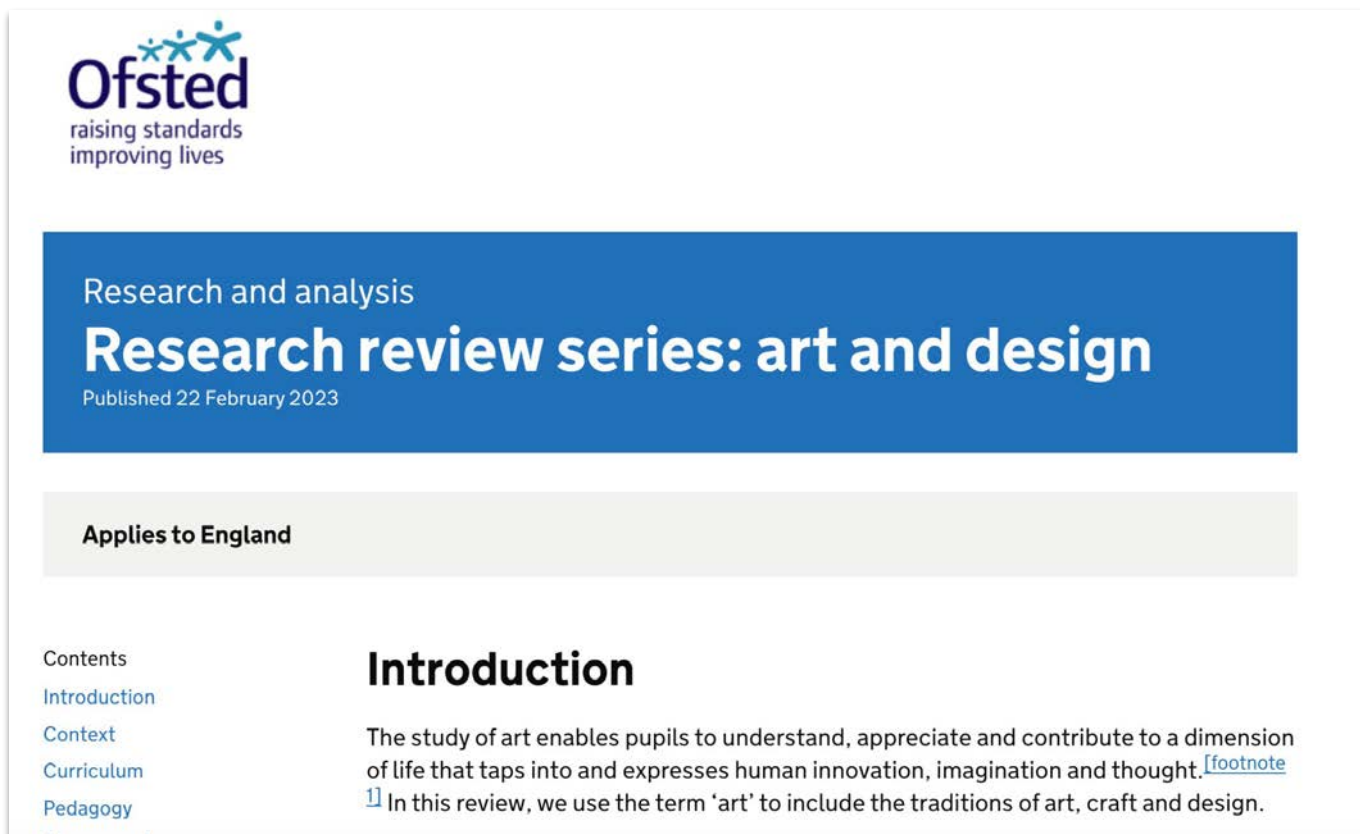 Ofsted
raising standards
improving lives
Research and analysis
Research review series: art and design
Published 22 February 2023
Applies to England
Contents
Introduction
Context
Curriculum
Pedagogy
Introduction
The study of art enables pupils to understand, appreciate and contribute to a dimension
of life that taps into and expresses human innovation, imagination and thought.[footnote
1] In this review, we use the term ‘art’ to include the traditions of art, craft and design.